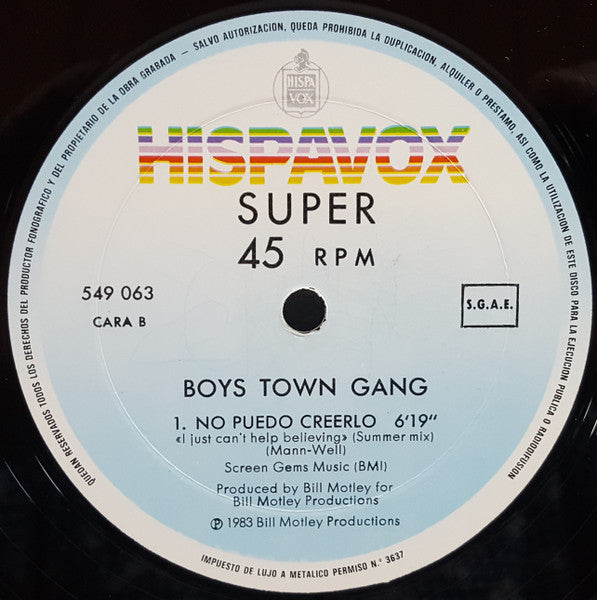 SALVO AUTORIZACION, QUEDA PROHIBIDA LA DUPLICACION, ALQUILER O PRESTAMO, ASI COMO LA UTILIZACION DE ESTE DISCO PARA LA EJECUCION PUBLICA O RADIODIFUSION
QUEDAN RESERVADOS TODOS LOS DERECHOS DEL PRODUCTOR FONOGRAFICO Y DEL PROPIETARIO DE LA OBRA GRABADA -
HISPA
VOX
HISPAVOX
SUPER
45 RPM
549 063
CARA B
S.G.A.E.
BOYS TOWN GANG
1. NO PUEDO CREERLO 6'19"
«I just can't help believing» (Summer mix)
(Mann-Well)
Screen Gems Music (BMI)
Produced by Bill Motley for
Bill Motley Productions
℗ 1983 Bill Motley Productions
IMPUESTO DE LUJO A METALICO PERMISO N.º 3637